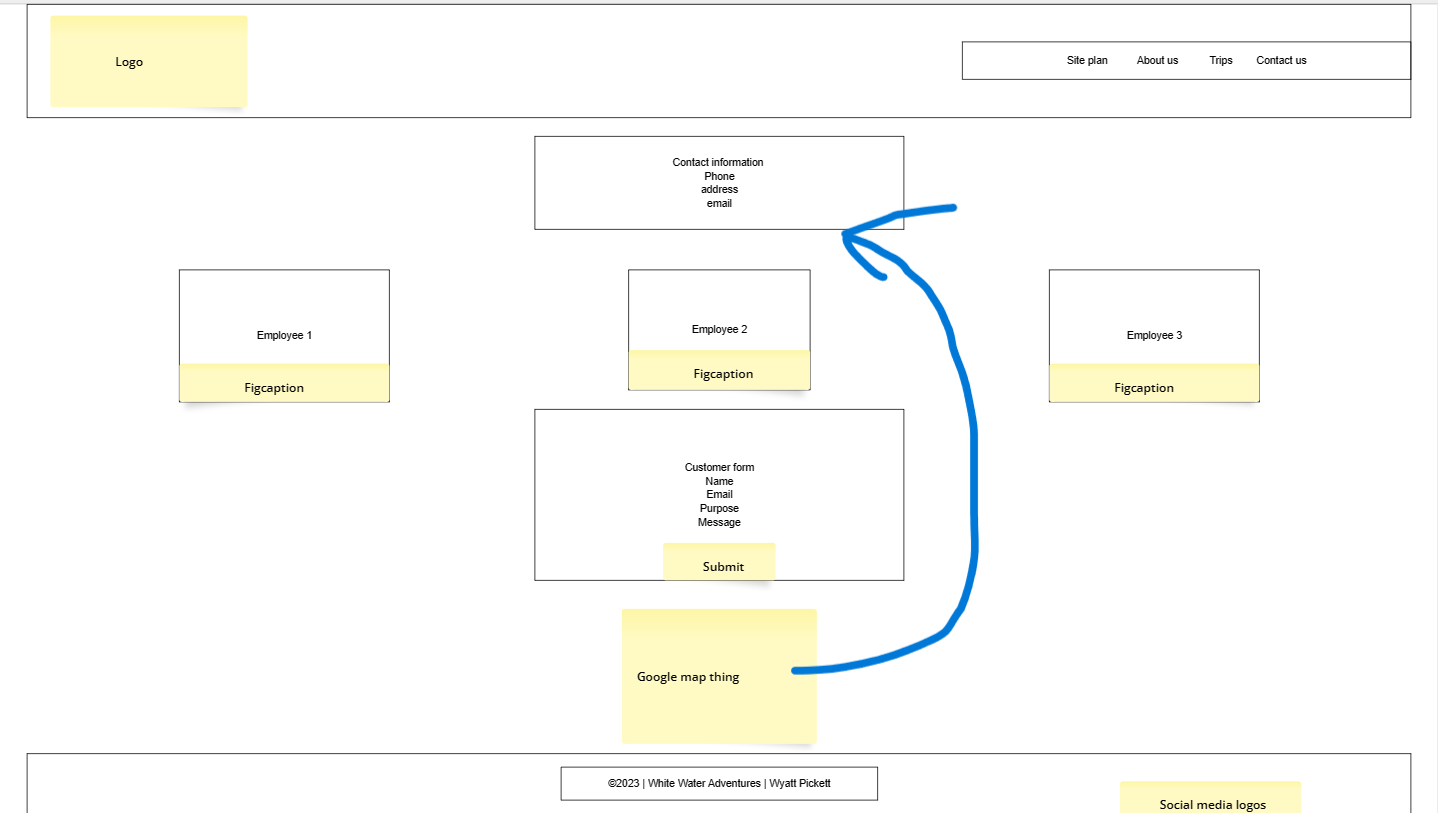 Logo
Site plan About us Trips Contact us
Contact information
Phone
address
email
Employee 1
Figcaption
Employee 2
Figcaption
Employee 3
Figcaption
Customer form
Name
Email
Purpose
Message
Submit
Google map thing
©2023 | White Water Adventures | Wyatt Pickett
Social media logos